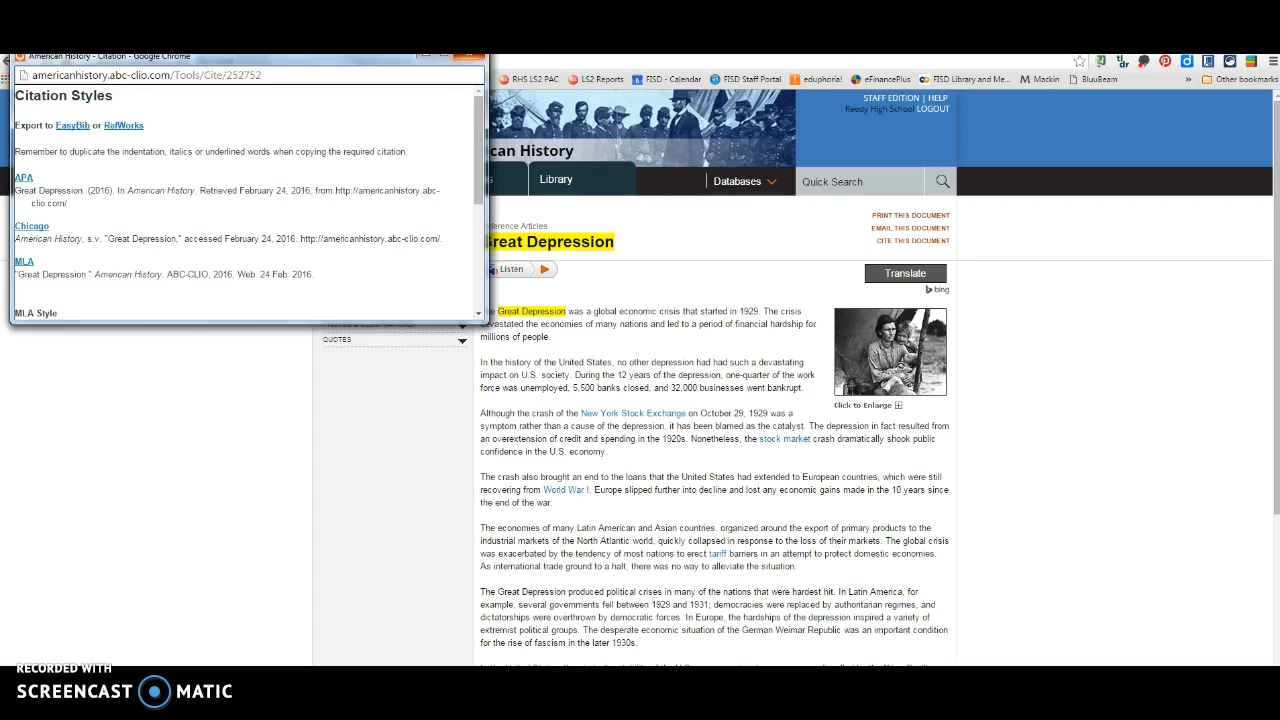 American History - Citation - Google Chrome
americanhistory.abc-clio.com/Tools/Cite/252752
Citation Styles
Export to EasyBib or RefWorks
Remember to duplicate the indentation, italics or underlined words when copying the required citation.
APA
Great Depression. (2016). In American History. Retrieved February 24, 2016, from http://americanhistory.abc-
clio com/
Chicago
American History, s.v. "Great Depression," accessed February 24, 2016. http://americanhistory.abc-clio.com/.
MLA
"Great Depression." American History. ABC-CLIO, 2016. Web. 24 Feb. 2016.
MLA Style
RHS LS2 PAC
LS2 Reports
FISD - Calendar
FISD Staff Portal
eduphoria!
eFinancePlus
FISD Library and Me...
Mackin
BluuBeam
»
Other bookmarks
STAFF EDITION | HELP
Reedy High School LOGOUT
can History
s
Library
Databases
Quick Search
ference Articles
Great Depression
PRINT THIS DOCUMENT
EMAIL THIS DOCUMENT
CITE THIS DOCUMENT
Listen
Translate
bing
QUOTES
Great Depression was a global economic crisis that started in 1929. The crisis
devastated the economies of many nations and led to a period of financial hardship for
millions of people.
In the history of the United States, no other depression had had such a devastating
impact on U.S. society. During the 12 years of the depression, one-quarter of the work
force was unemployed, 5,500 banks closed, and 32,000 businesses went bankrupt.
Click to Enlarge
Although the crash of the New York Stock Exchange on October 29, 1929 was a
symptom rather than a cause of the depression, it has been blamed as the catalyst. The depression in fact resulted
from an overextension of credit and spending in the 1920s. Nonetheless, the stock market crash dramatically shook public
confidence in the U.S. economy.
The crash also brought an end to the loans that the United States had extended to European countries, which were still
recovering from World War I. Europe slipped further into decline and lost any economic gains made in the 10 years since
the end of the war.
The economies of many Latin American and Asian countries, organized around the export of primary products to the
industrial markets of the North Atlantic world, quickly collapsed in response to the loss of their markets. The global crisis
was exacerbated by the tendency of most nations to erect tariff barriers in an attempt to protect domestic economies.
As international trade ground to a halt, there was no way to alleviate the situation.
The Great Depression produced political crises in many of the nations that were hardest hit. In Latin America, for
example, several governments fell between 1929 and 1931; democracies were replaced by authoritarian regimes, and
dictatorships were overthrown by democratic forces. In Europe, the hardships of the depression inspired a variety of
extremist political groups. The desperate economic situation of the German Weimar Republic was an important condition
for the rise of fascism in the later 1930s.
RECORDED WITH
SCREENCAST MATIC